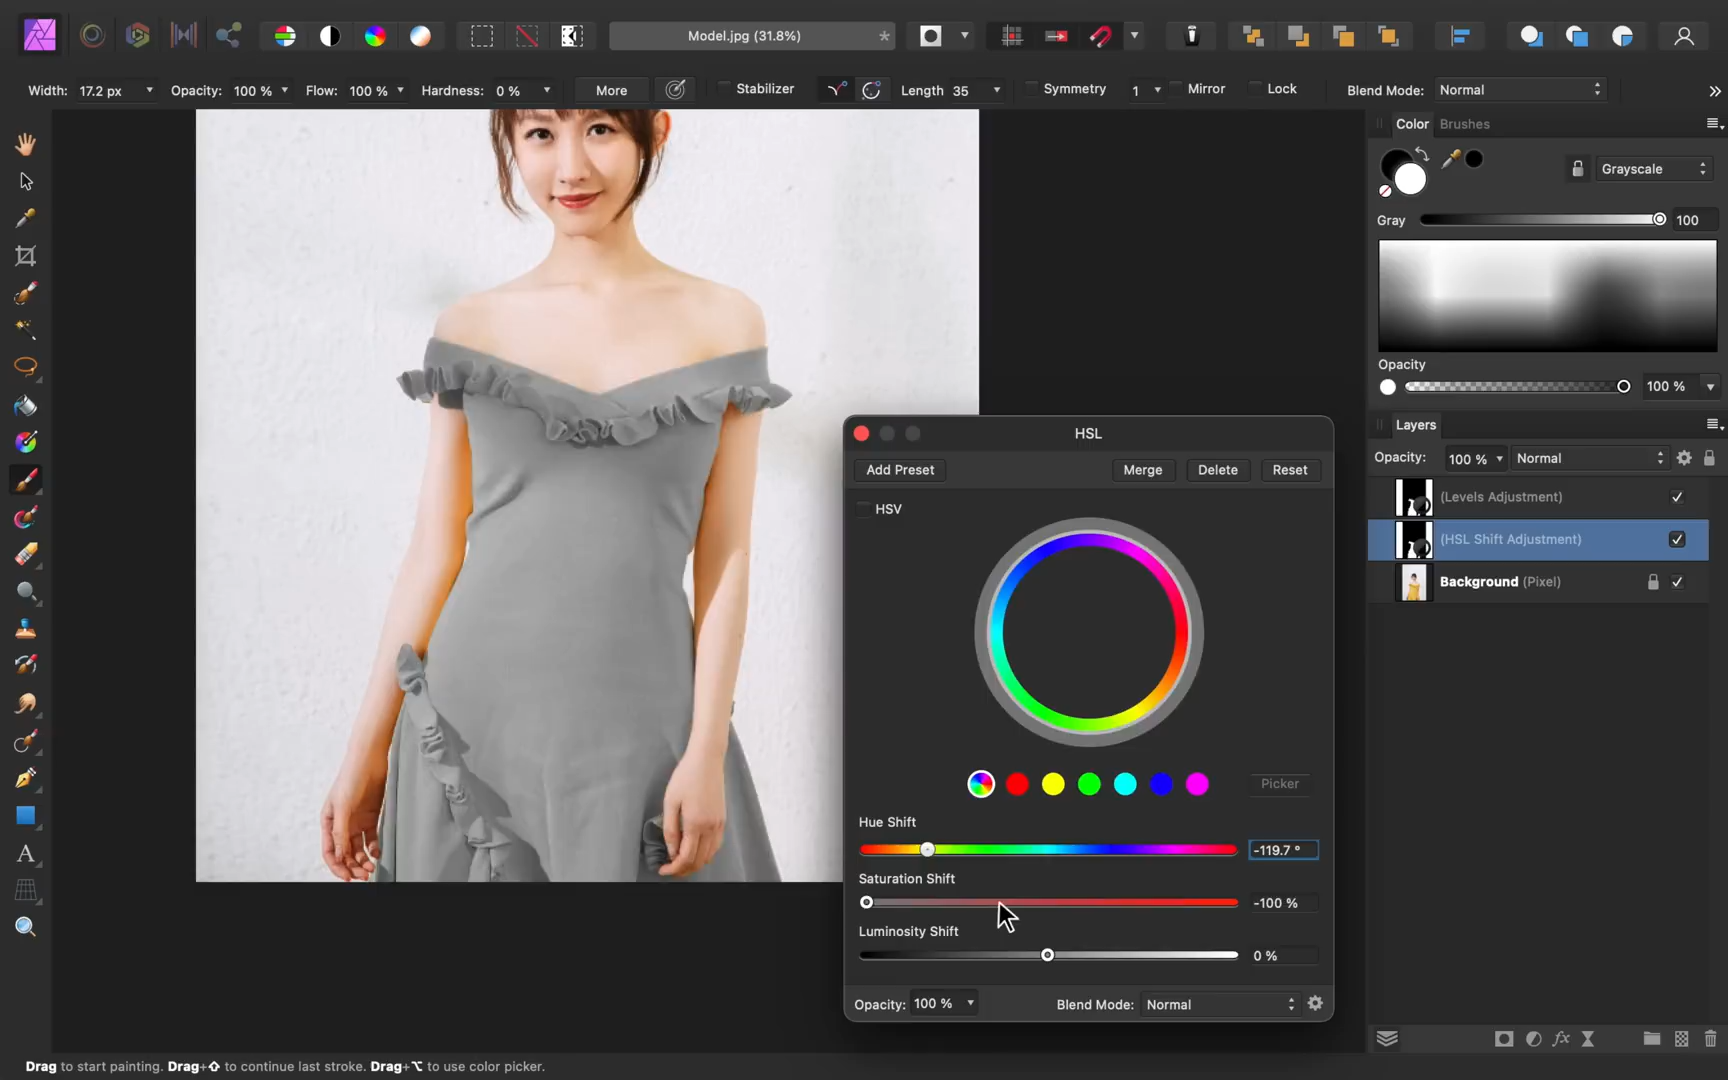 Model.jpg (31.8%)
*
Width: 17.2 px Opacity: 100 % Flow: 100 % Hardness: 0 % More Stabilizer Length 35 Symmetry 1 Mirror Lock Blend Mode: Normal
Color Brushes
Grayscale
Gray 100
Opacity
100 %
Layers
Opacity: 100 % Normal
(Levels Adjustment)
(HSL Shift Adjustment)
Background (Pixel)
HSL
Add Preset Merge Delete Reset
HSV
Picker
Hue Shift
-119.7 °
Saturation Shift
-100 %
Luminosity Shift
0 %
Opacity: 100 % Blend Mode: Normal
Drag to start painting. Drag+⇧ to continue last stroke. Drag+⌥ to use color picker.